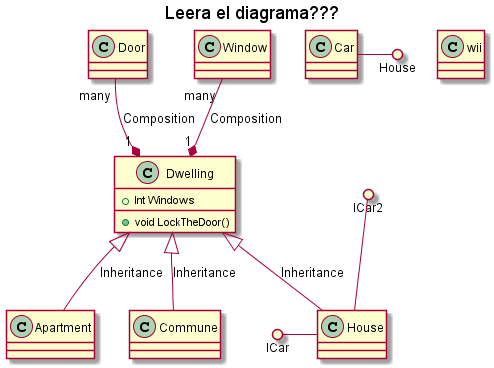 Leera el diagrama???
C Door
C Window
C Car
House
C wii
many
many
Composition
Composition
1
1
C Dwelling
Int Windows
void LockTheDoor()
ICar2
Inheritance
Inheritance
Inheritance
C Apartment
C Commune
ICar
C House